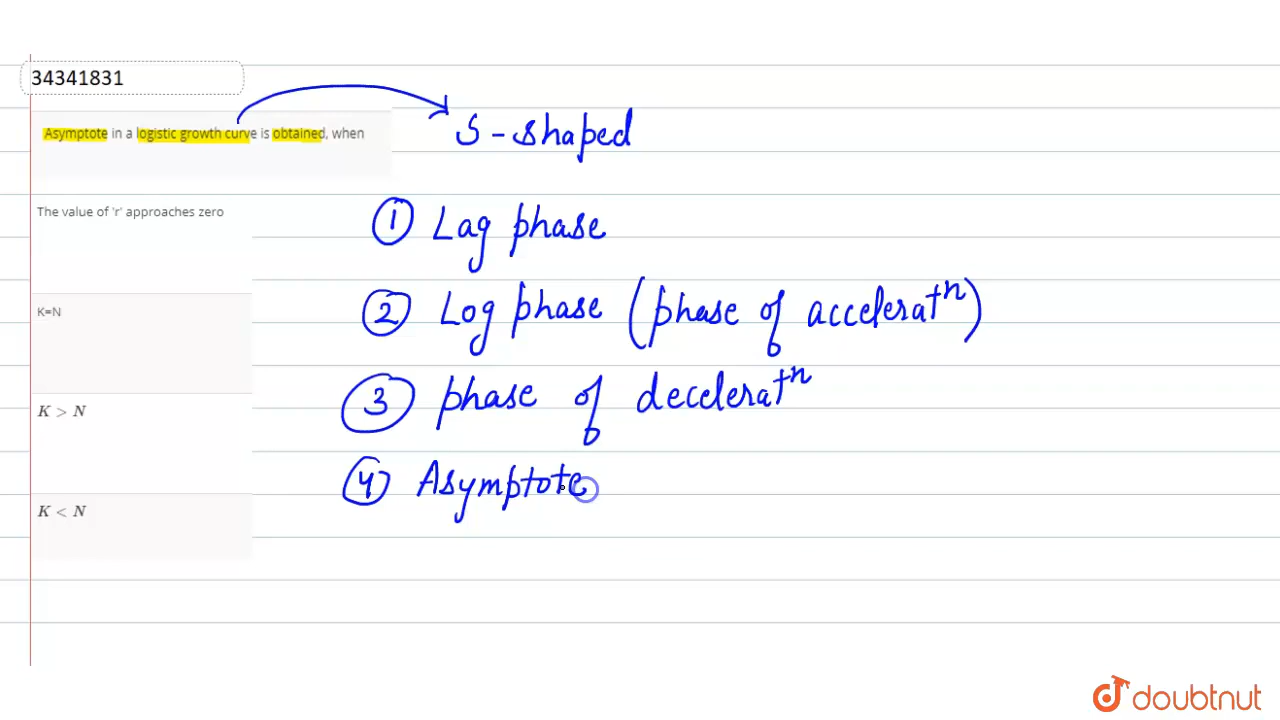 34341831
Asymptote in a logistic growth curve is obtained, when
S-shaped
The value of 'r' approaches zero
① Lag phase
K=N
② Log phase (phase of acceleratⁿ)
K > N
③ phase of deceleratⁿ
④ Asymptote
K < N
doubtnut